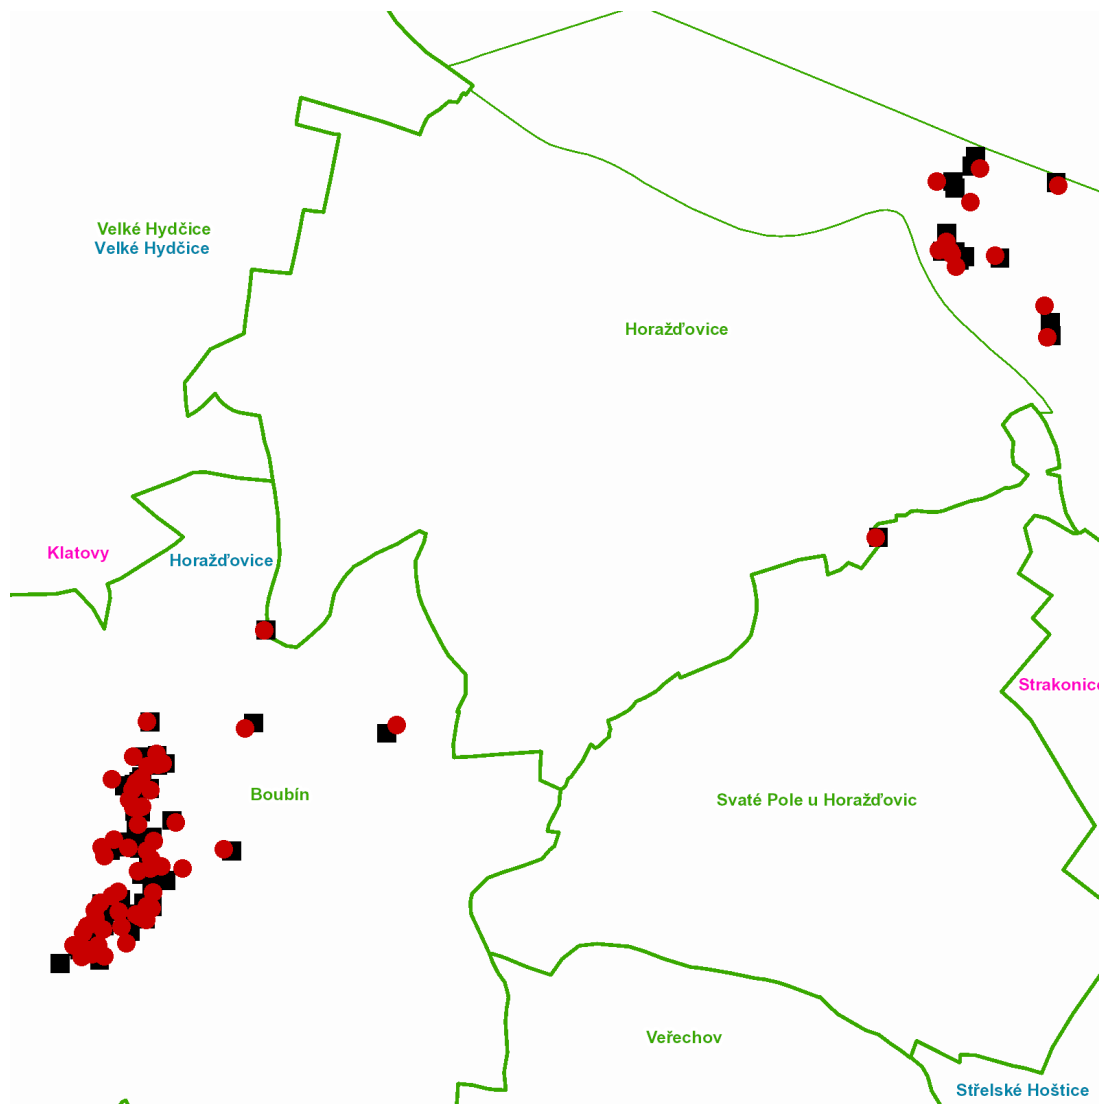 Velké Hydčice
Velké Hydčice
Horažďovice
Klatovy
Horažďovice
Strakonice
Boubín
Svaté Pole u Horažďovic
Veřechov
Střelské Hoštice